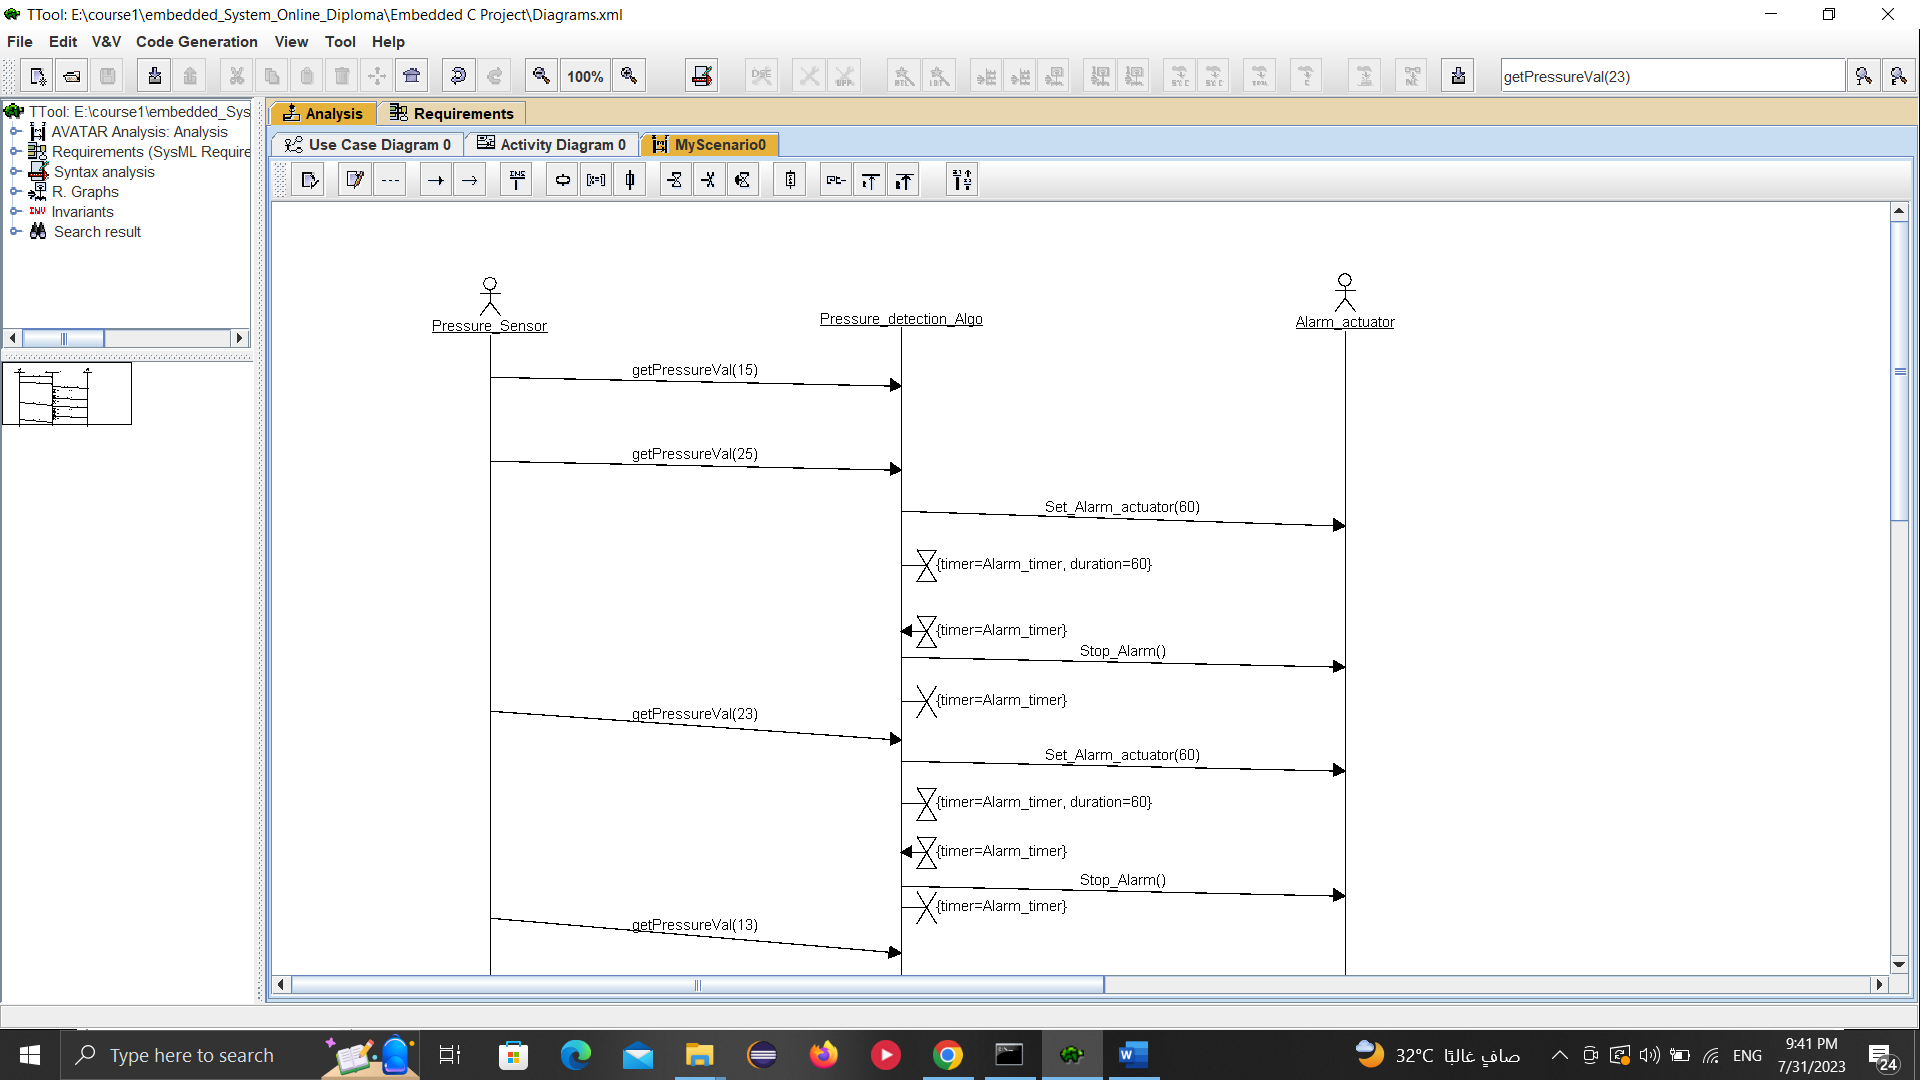 TTool: E:\course1\embedded_System_Online_Diploma\Embedded C Project\Diagrams.xml
File Edit V&V Code Generation View Tool Help
100%
getPressureVal(23)
TTool: E:\course1\embedded_Sys
AVATAR Analysis: Analysis
Requirements (SysML Require
Syntax analysis
R. Graphs
Invariants
Search result
Analysis Requirements
Use Case Diagram 0 Activity Diagram 0 MyScenario0
Pressure_Sensor
Pressure_detection_Algo
Alarm_actuator
getPressureVal(15)
getPressureVal(25)
Set_Alarm_actuator(60)
{timer=Alarm_timer, duration=60}
{timer=Alarm_timer}
Stop_Alarm()
{timer=Alarm_timer}
getPressureVal(23)
Set_Alarm_actuator(60)
{timer=Alarm_timer, duration=60}
{timer=Alarm_timer}
Stop_Alarm()
{timer=Alarm_timer}
getPressureVal(13)
Type here to search
32°C صافٍ غالبًا
ENG
9:41 PM
7/31/2023
24